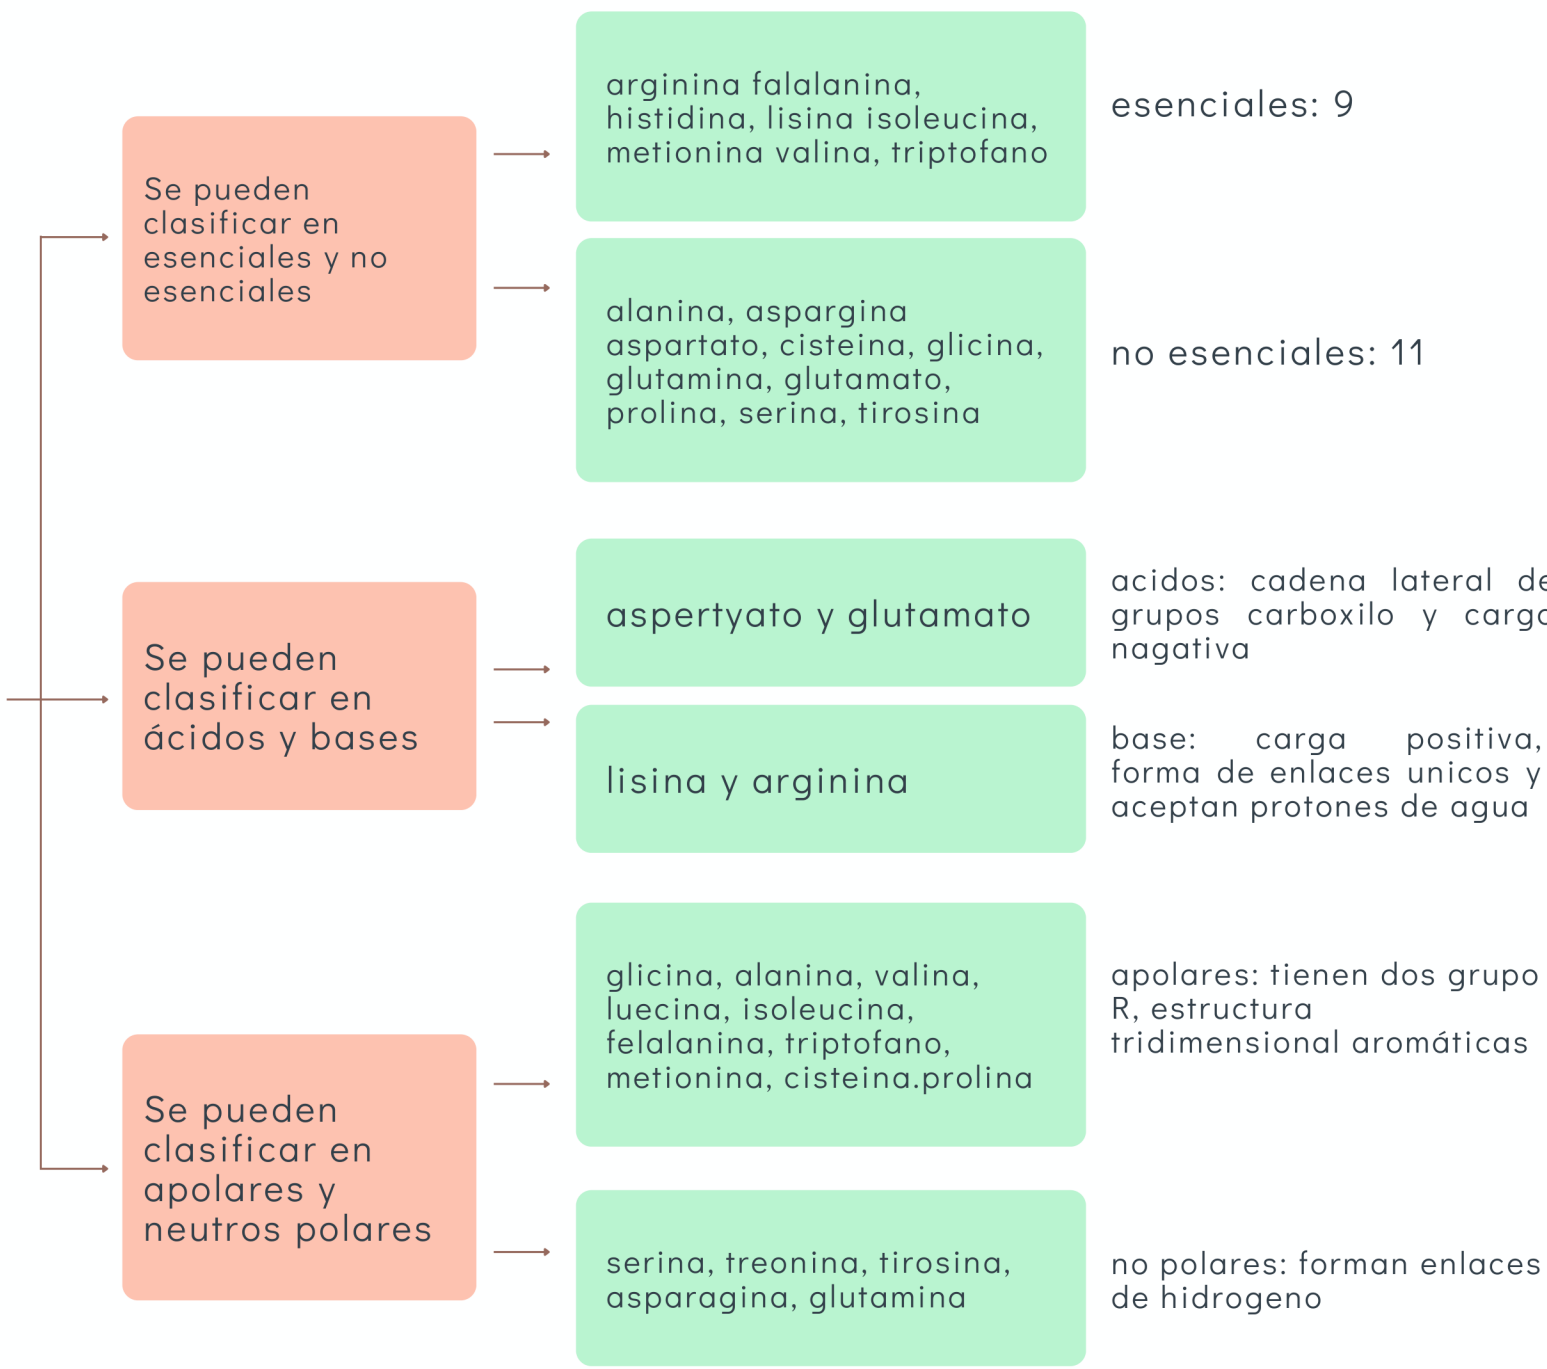 Se pueden
clasificar en
esenciales y no
esenciales
arginina falalanina,
histidina, lisina isoleucina,
metionina valina, triptofano
esenciales: 9
alanina, aspargina
aspartato, cisteina, glicina,
glutamina, glutamato,
prolina, serina, tirosina
no esenciales: 11
Se pueden
clasificar en
ácidos y bases
aspertyato y glutamato
acidos: cadena lateral de
grupos carboxilo y carga
nagativa
lisina y arginina
base: carga positiva,
forma de enlaces unicos y
aceptan protones de agua
Se pueden
clasificar en
apolares y
neutros polares
glicina, alanina, valina,
luecina, isoleucina,
felalanina, triptofano,
metionina, cisteina.prolina
apolares: tienen dos grupo
R, estructura
tridimensional aromáticas
serina, treonina, tirosina,
asparagina, glutamina
no polares: forman enlaces
de hidrogeno